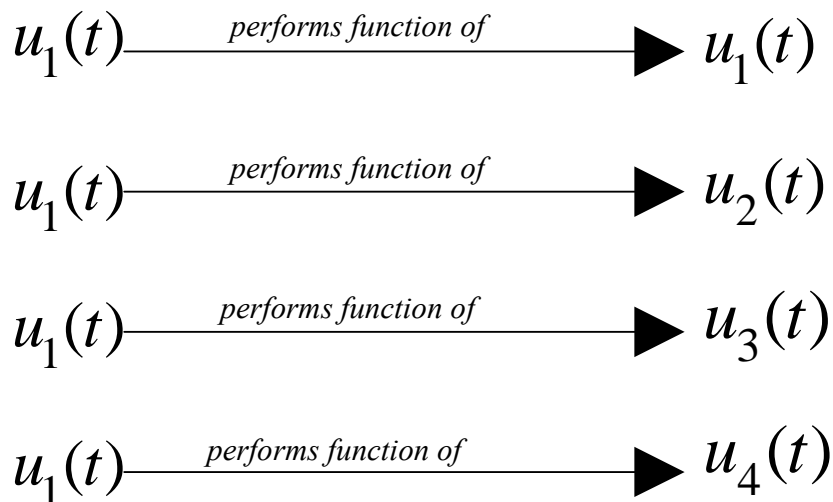 u₁(t) performs function of u₁(t)
u₁(t) performs function of u₂(t)
u₁(t) performs function of u₃(t)
u₁(t) performs function of u₄(t)